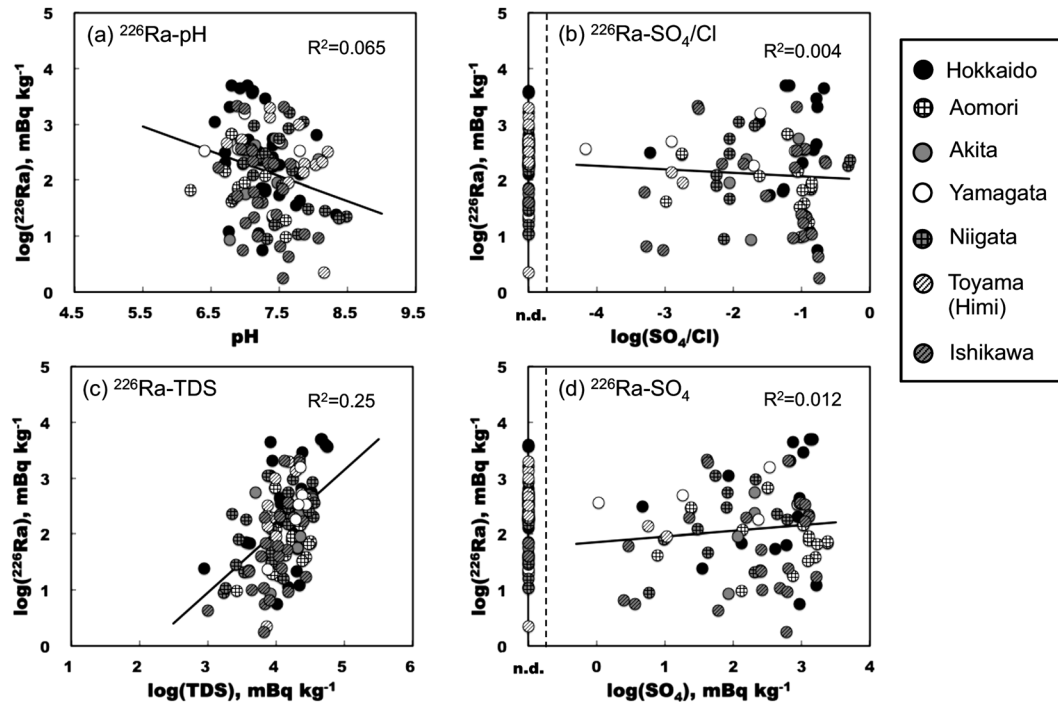 (a) ²²⁶Ra-pH
R²=0.065
log(²²⁶Ra), mBq kg⁻¹
5
4
3
2
1
0
4.5 5.5 6.5 7.5 8.5 9.5
pH
(b) ²²⁶Ra-SO₄/Cl
R²=0.004
log(²²⁶Ra), mBq kg⁻¹
5
4
3
2
1
0
n.d. -4 -3 -2 -1 0
log(SO₄/Cl)
(c) ²²⁶Ra-TDS
R²=0.25
log(²²⁶Ra), mBq kg⁻¹
5
4
3
2
1
0
1 2 3 4 5 6
log(TDS), mBq kg⁻¹
(d) ²²⁶Ra-SO₄
R²=0.012
log(²²⁶Ra), mBq kg⁻¹
5
4
3
2
1
0
n.d. 0 1 2 3 4
log(SO₄), mBq kg⁻¹
Hokkaido
Aomori
Akita
Yamagata
Niigata
Toyama
(Himi)
Ishikawa